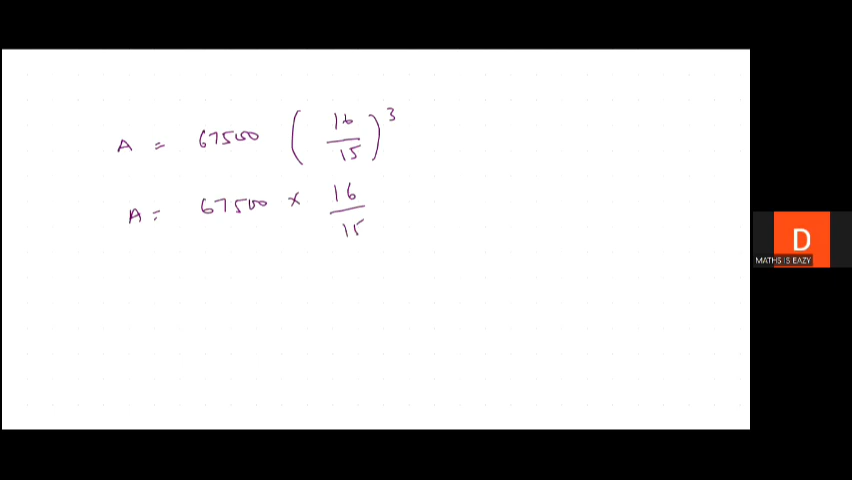 A = 67500 ( 16/15 )³
A = 67500 × 16/15
D
MATHS IS EAZY